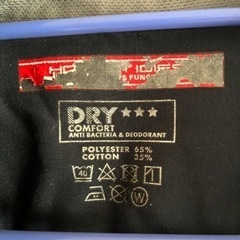 DRY ★★★
COMFORT
ANTI BACTERIA & DEODORANT
POLYESTER 65%
COTTON 35%
40
W